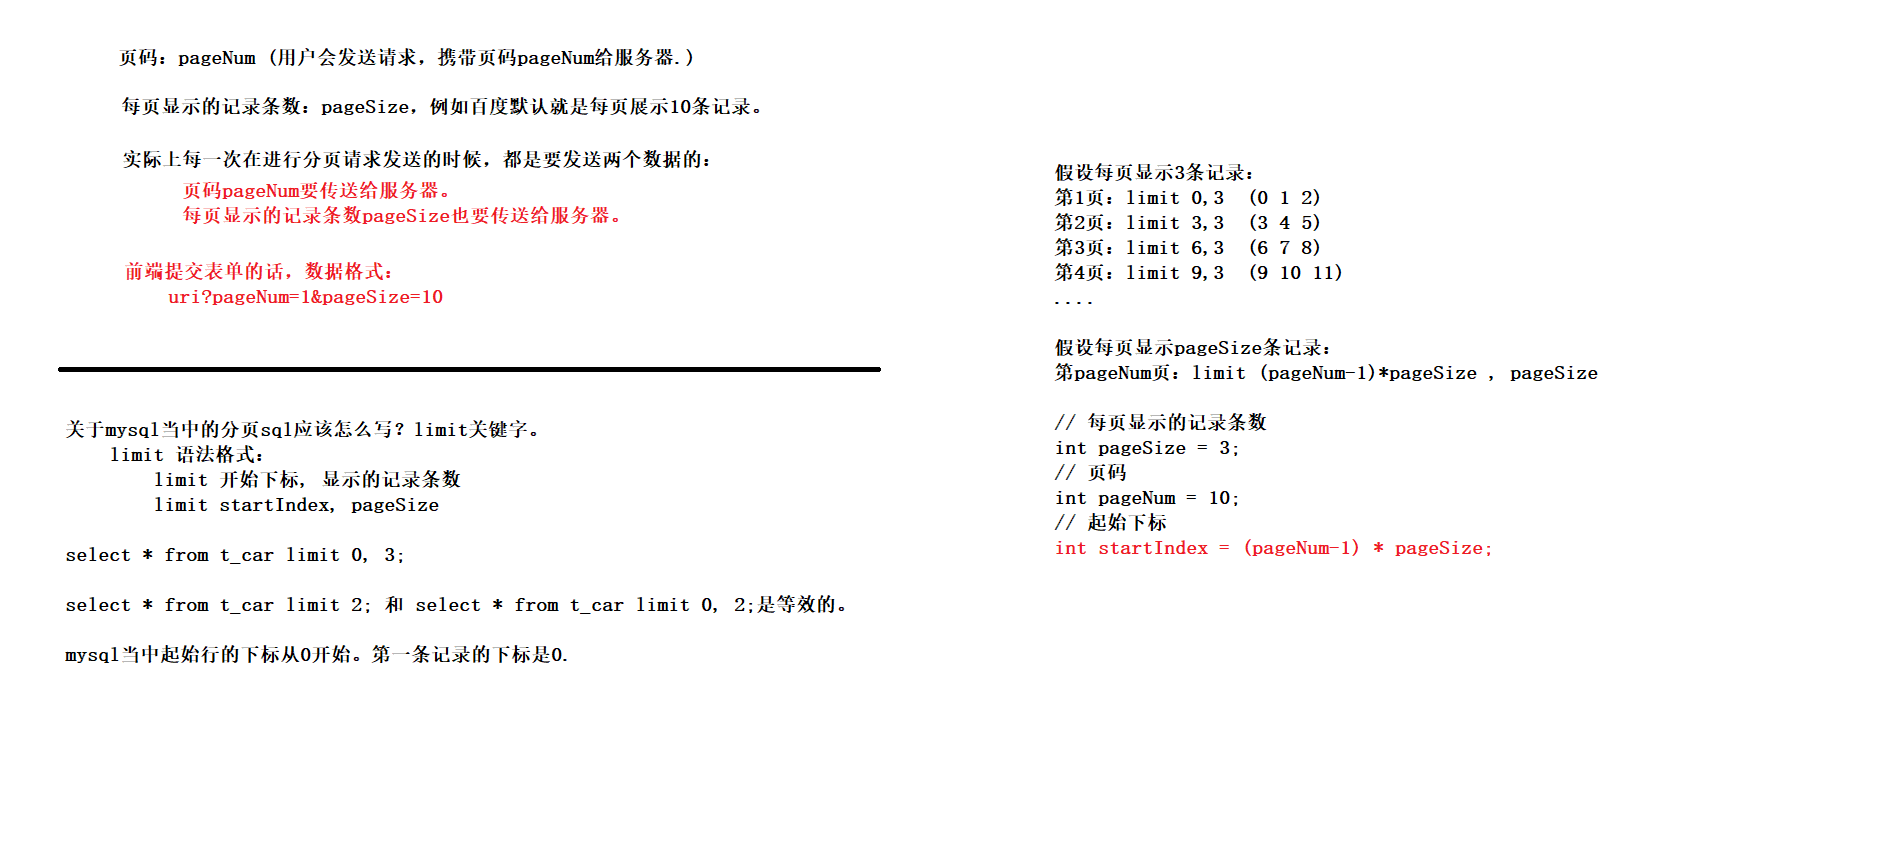 页码：pageNum (用户会发送请求，携带页码pageNum给服务器.)
每页显示的记录条数：pageSize，例如百度默认就是每页展示10条记录。
实际上每一次在进行分页请求发送的时候，都是要发送两个数据的：
页码pageNum要传送给服务器。
每页显示的记录条数pageSize也要传送给服务器。
前端提交表单的话，数据格式：
uri?pageNum=1&pageSize=10
关于mysql当中的分页sql应该怎么写？limit关键字。
limit 语法格式：
limit 开始下标, 显示的记录条数
limit startIndex, pageSize
select * from t_car limit 0, 3;
select * from t_car limit 2; 和 select * from t_car limit 0, 2;是等效的。
mysql当中起始行的下标从0开始。第一条记录的下标是0.
假设每页显示3条记录：
第1页：limit 0,3  (0 1 2)
第2页：limit 3,3  (3 4 5)
第3页：limit 6,3  (6 7 8)
第4页：limit 9,3  (9 10 11)
....
假设每页显示pageSize条记录：
第pageNum页：limit (pageNum-1)*pageSize , pageSize
// 每页显示的记录条数
int pageSize = 3;
// 页码
int pageNum = 10;
// 起始下标
int startIndex = (pageNum-1) * pageSize;